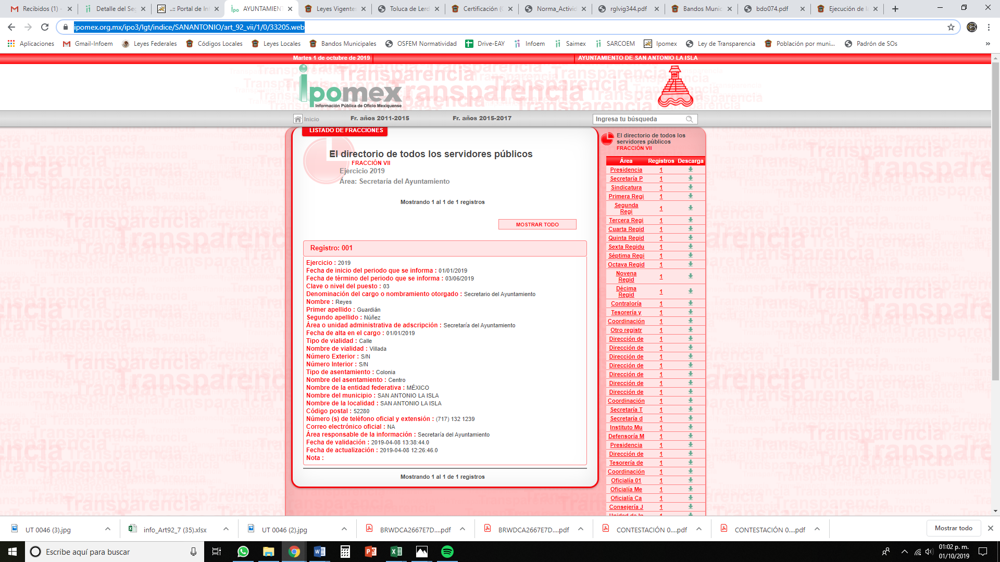 Recibidos (1) -
Detalle del Seg
..:: Portal de Inf
AYUNTAMIENT
Leyes Vigentes
Toluca de Lerd
Certificación (C
Norma_Activid
rglvig344.pdf
Bandos Munic
bdo074.pdf
Ejecución de la
ipomex.org.mx/ipo3/lgt/indice/SANANTONIO/art_92_vii/1/0/33205.web
Aplicaciones
Gmail-Infoem
Leyes Federales
Códigos Locales
Leyes Locales
Bandos Municipales
OSFEM Normatividad
Drive-EAY
Infoem
Saimex
SARCOEM
Ipomex
Ley de Transparencia
Población por muni...
Padrón de SOs
»
Martes 1 de octubre de 2019
AYUNTAMIENTO DE SAN ANTONIO LA ISLA
Transparencia
ipomex
Información Pública de Oficio Mexiquense
Inicio
Fr. años 2011-2015
Fr. años 2015-2017
Ingresa tu búsqueda
LISTADO DE FRACCIONES
El directorio de todos los servidores públicos
FRACCIÓN VII
Ejercicio 2019
Área: Secretaría del Ayuntamiento
Mostrando 1 al 1 de 1 registros
MOSTRAR TODO
Registro: 001
Ejercicio : 2019
Fecha de inicio del periodo que se informa : 01/01/2019
Fecha de término del periodo que se informa : 03/06/2019
Clave o nivel del puesto : 03
Denominación del cargo o nombramiento otorgado : Secretario del Ayuntamiento
Nombre : Reyes
Primer apellido : Guardián
Segundo apellido : Núñez
Área o unidad administrativa de adscripción : Secretaría del Ayuntamiento
Fecha de alta en el cargo : 01/01/2019
Tipo de vialidad : Calle
Nombre de vialidad : Villada
Número Exterior : S/N
Número Interior : S/N
Tipo de asentamiento : Colonia
Nombre del asentamiento : Centro
Nombre de la entidad federativa : MÉXICO
Nombre del municipio : SAN ANTONIO LA ISLA
Nombre de la localidad : SAN ANTONIO LA ISLA
Código postal : 52280
Número (s) de teléfono oficial y extensión : (717) 132 1239
Correo electrónico oficial : NA
Área responsable de la información : Secretaría del Ayuntamiento
Fecha de validación : 2019-04-08 13:38:44.0
Fecha de actualización : 2019-04-08 12:26:46.0
Nota :
Mostrando 1 al 1 de 1 registros
El directorio de todos los
servidores públicos
FRACCIÓN VII
Área Registros Descarga
Presidencia 1
Secretaría P 1
Sindicatura 1
Primera Regi 1
Segunda
Regi 1
Tercera Regi 1
Cuarta Regid 1
Quinta Regid 1
Sexta Regidu 1
Séptima Regi 1
Octava Regid 1
Novena
Regid 1
Décima
Regid 1
Contraloría 1
Tesorería y 1
Coordinación 1
Otro registr 1
Dirección de 1
Dirección de 1
Dirección de 1
Dirección de 1
Dirección de 1
Dirección de 1
Dirección de 1
Coordinación 1
Secretaría T 1
Secretaría d 1
Instituto Mu 1
Defensoría M 1
Presidencia 1
Dirección de 1
Tesorería de 1
Coordinación 1
Oficialía 01 1
Oficialía Me 1
Oficialía Ca 1
Consejería J 1
Unidad de In 1
UT 0046 (3).jpg
info_Art92_7 (35).xlsx
UT 0046 (2).jpg
BRWDCA2667E7D....pdf
BRWDCA2667E7D....pdf
CONTESTACIÓN 0....pdf
CONTESTACIÓN 0....pdf
Mostrar todo
Escribe aquí para buscar
01:02 p. m.
01/10/2019